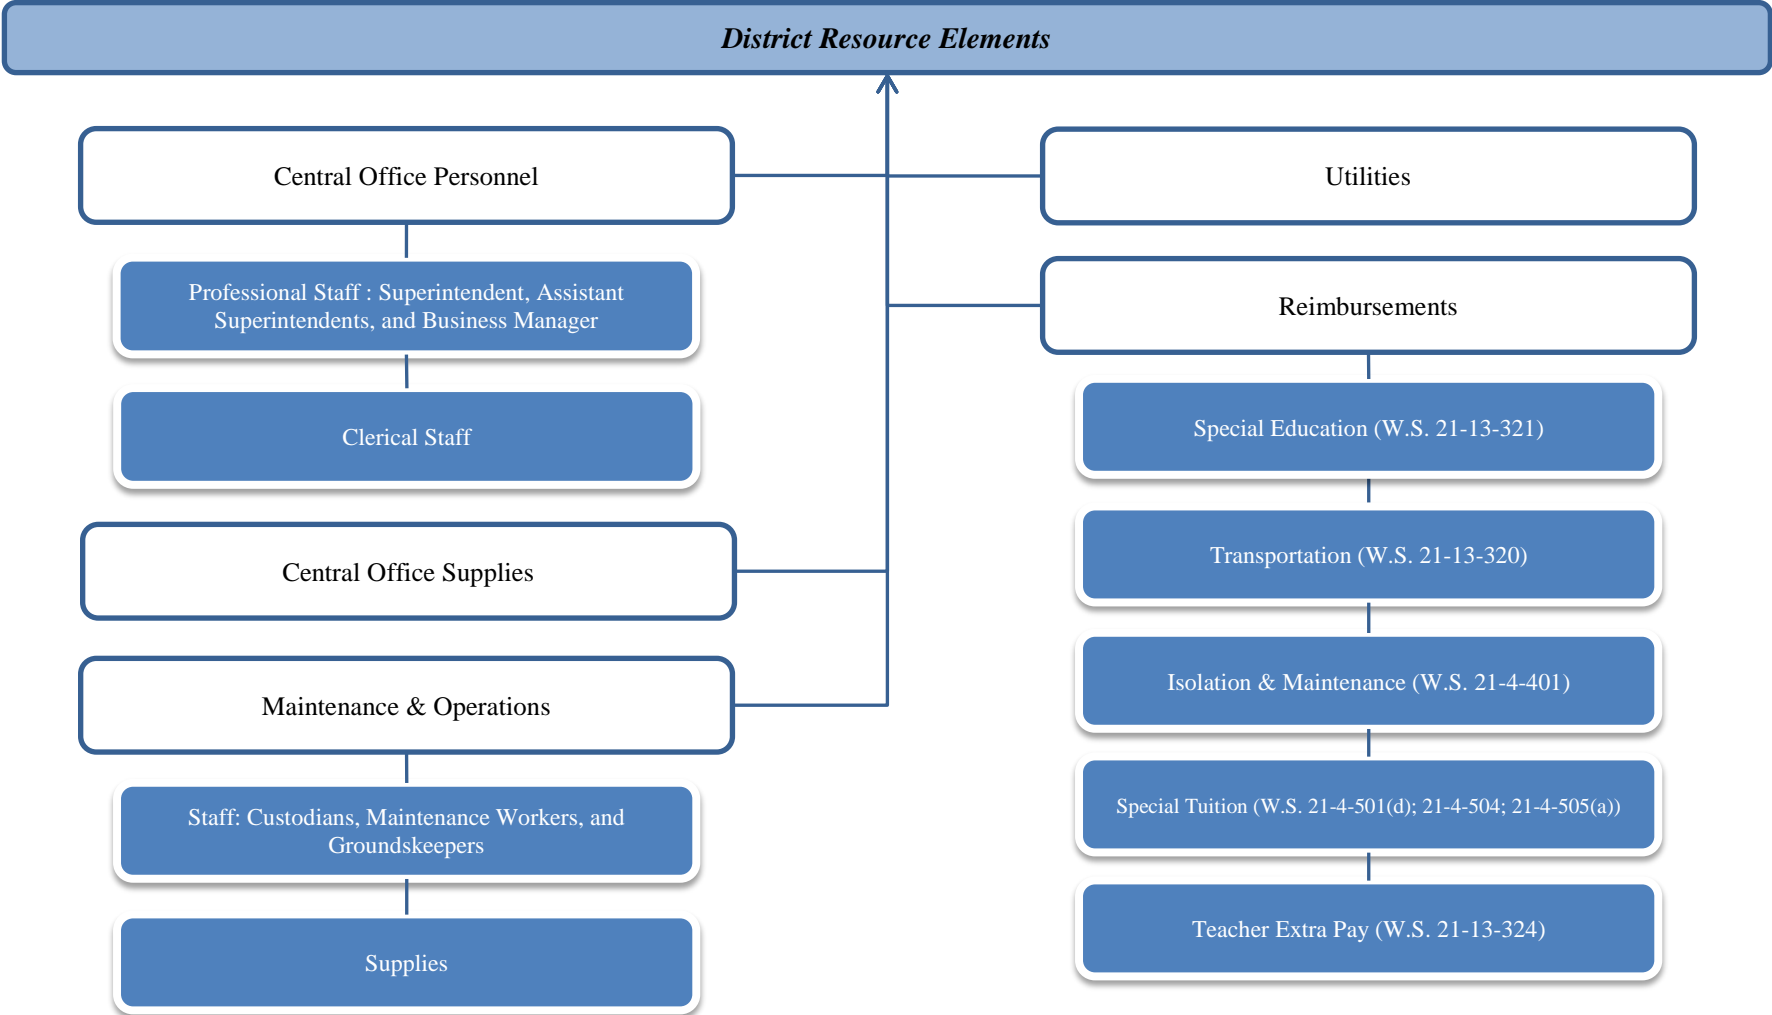 District Resource Elements
Central Office Personnel
Professional Staff : Superintendent, Assistant
Superintendents, and Business Manager
Clerical Staff
Central Office Supplies
Maintenance & Operations
Staff: Custodians, Maintenance Workers, and
Groundskeepers
Supplies
Utilities
Reimbursements
Special Education (W.S. 21-13-321)
Transportation (W.S. 21-13-320)
Isolation & Maintenance (W.S. 21-4-401)
Special Tuition (W.S. 21-4-501(d); 21-4-504; 21-4-505(a))
Teacher Extra Pay (W.S. 21-13-324)